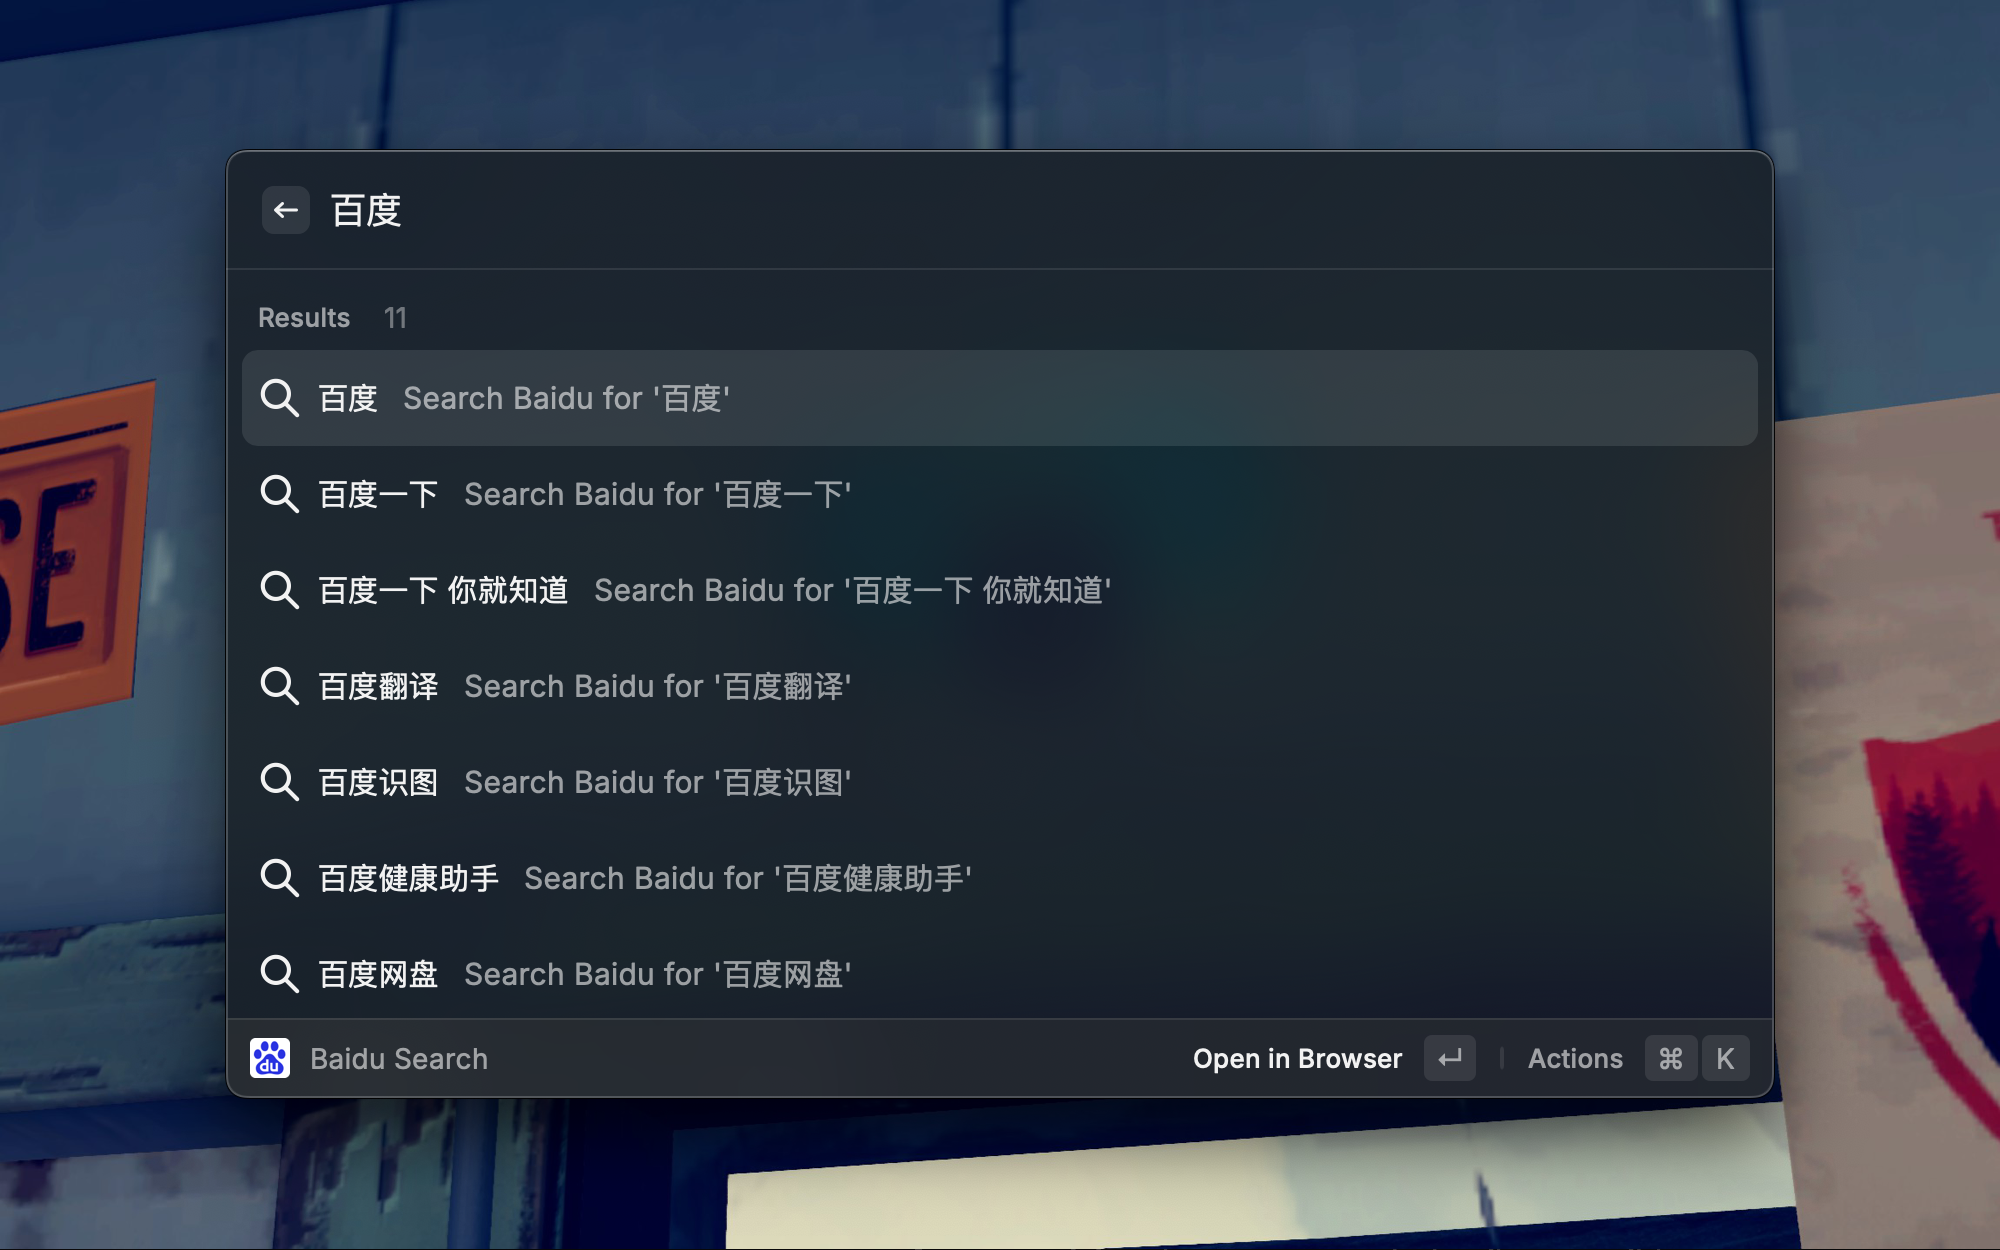 百度
Results 11
百度 Search Baidu for '百度'
百度一下 Search Baidu for '百度一下'
百度一下 你就知道 Search Baidu for '百度一下 你就知道'
百度翻译 Search Baidu for '百度翻译'
百度识图 Search Baidu for '百度识图'
百度健康助手 Search Baidu for '百度健康助手'
百度网盘 Search Baidu for '百度网盘'
du Baidu Search Open in Browser ↵ Actions ⌘ K
SE